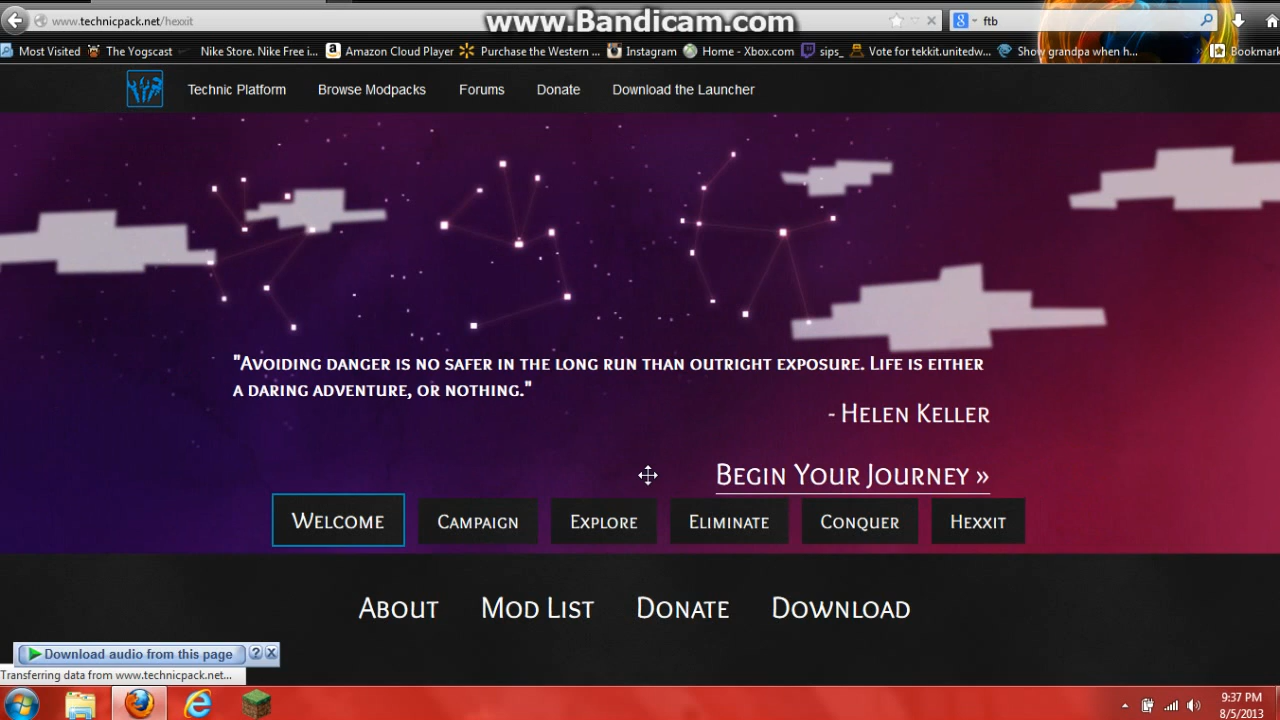 www.technicpack.net/hexxit
www.Bandicam.com
ftb
Most Visited
The Yogscast
Nike Store. Nike Free i...
Amazon Cloud Player
Purchase the Western ...
Instagram
Home - Xbox.com
sips_
Vote for tekkit.unitedw...
Show grandpa when h...
Bookmark
Technic Platform
Browse Modpacks
Forums
Donate
Download the Launcher
"Avoiding danger is no safer in the long run than outright exposure. Life is either
a daring adventure, or nothing."
- Helen Keller
Begin Your Journey »
Welcome
Campaign
Explore
Eliminate
Conquer
Hexxit
About
Mod List
Donate
Download
Download audio from this page
Transferring data from www.technicpack.net...
9:37 PM
8/5/2013